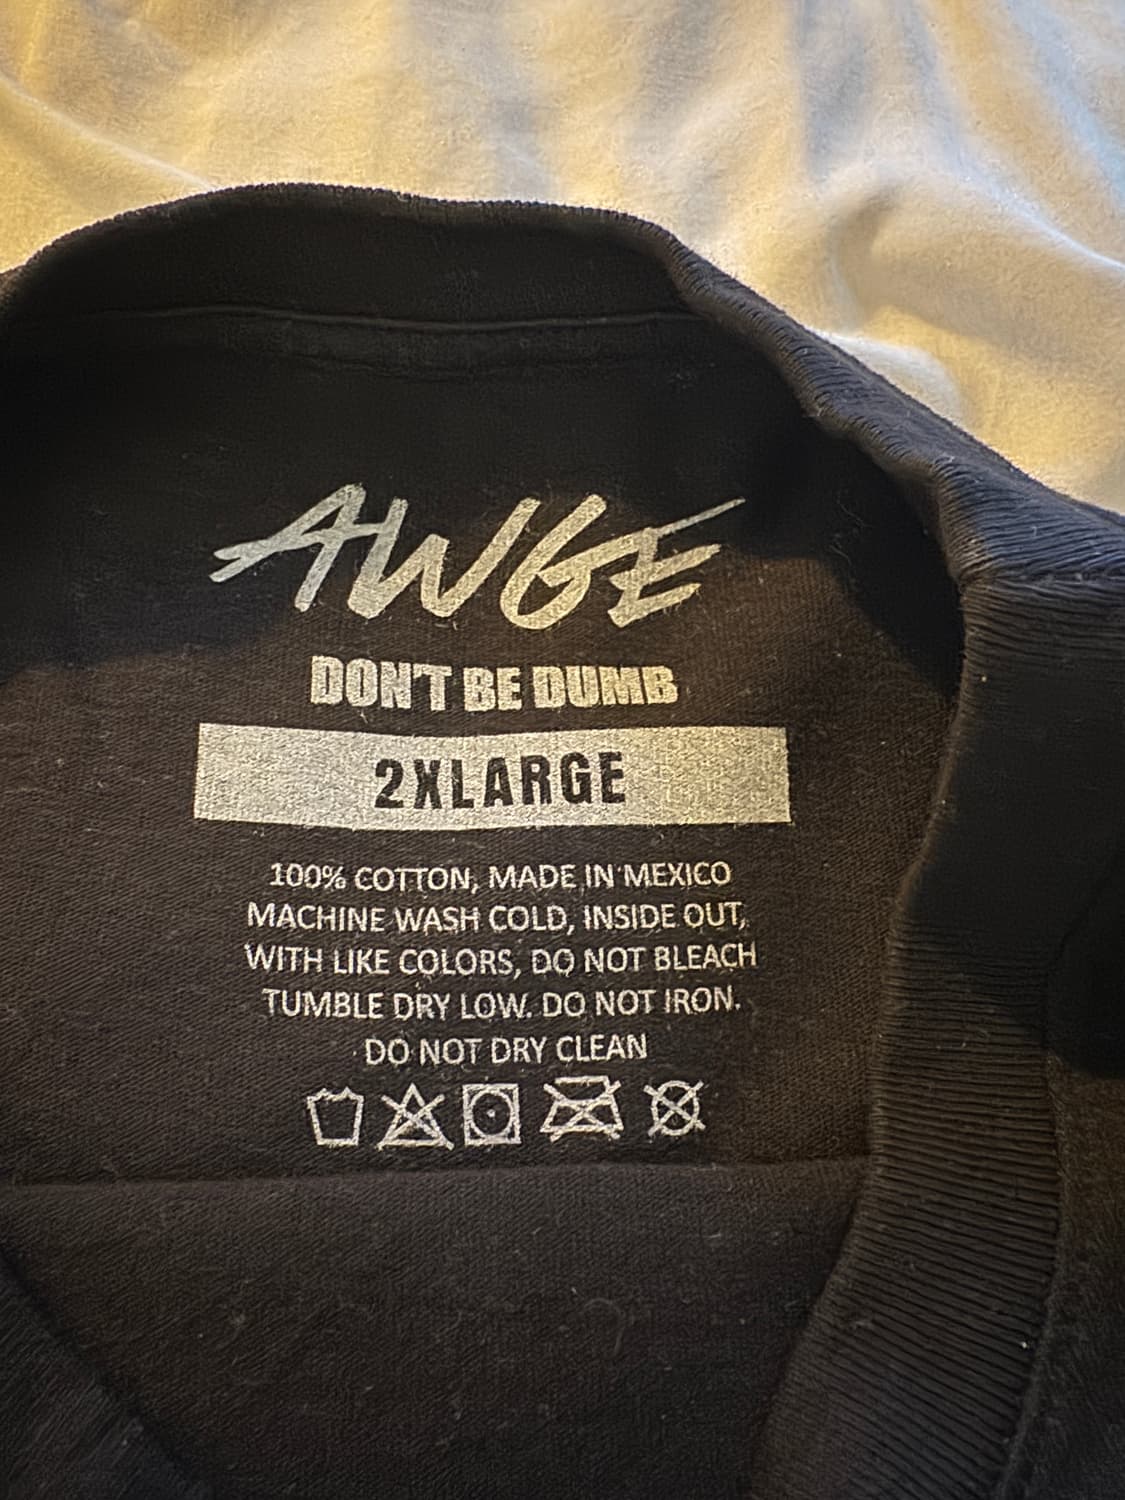 AWGE
DON'T BE DUMB
2XLARGE
100% COTTON, MADE IN MEXICO
MACHINE WASH COLD, INSIDE OUT,
WITH LIKE COLORS, DO NOT BLEACH
TUMBLE DRY LOW. DO NOT IRON.
DO NOT DRY CLEAN